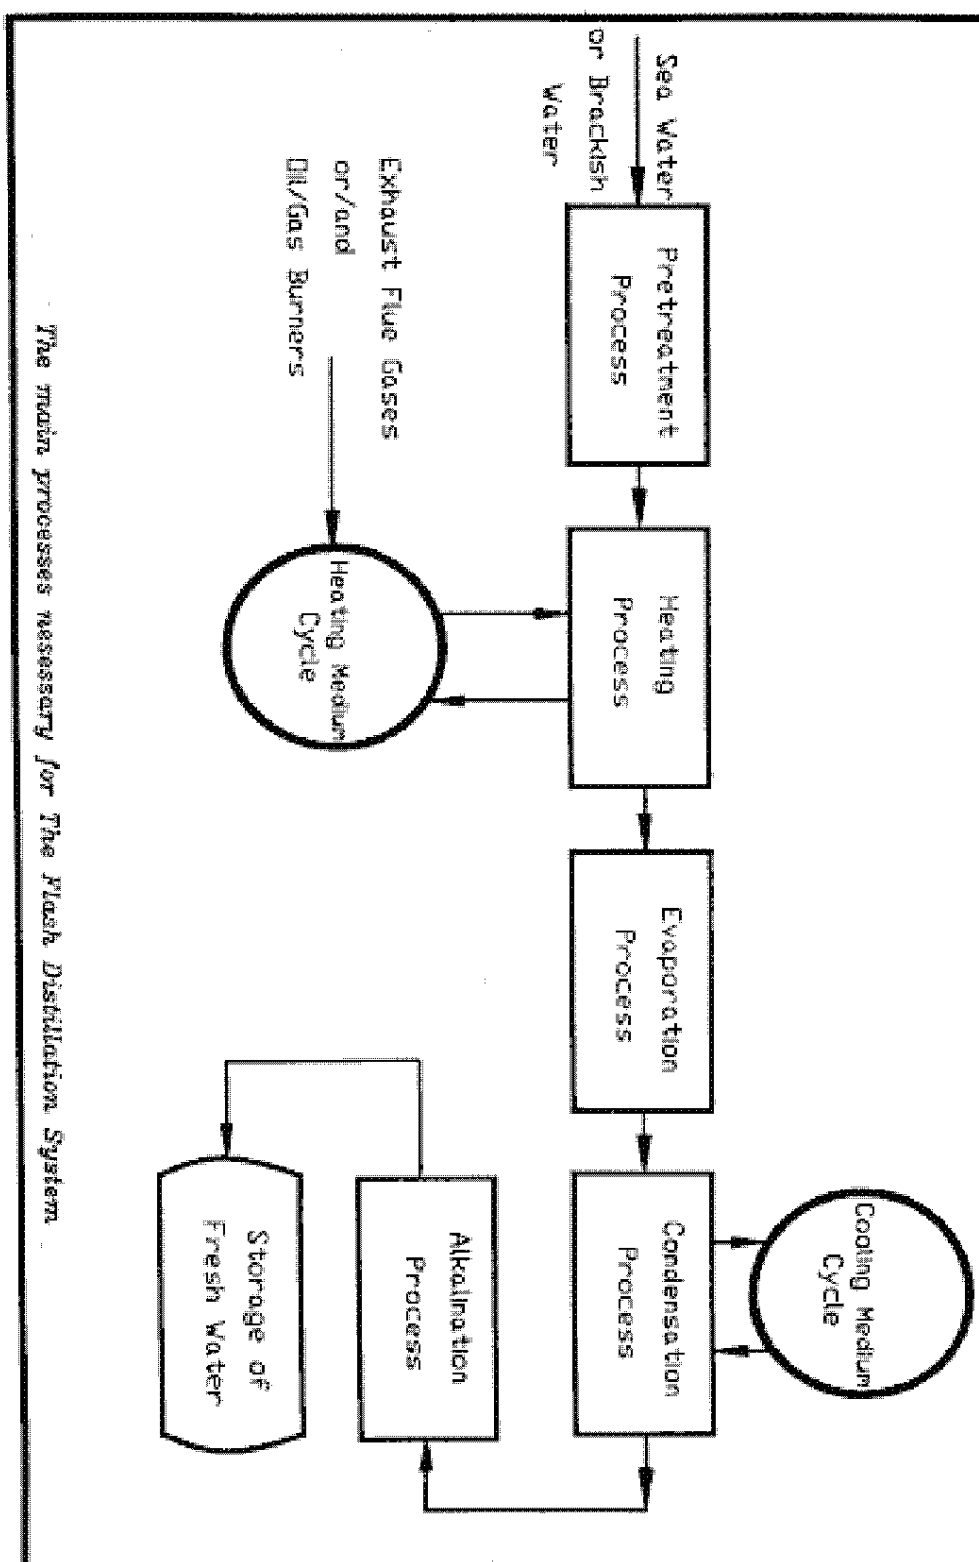 Cooling Medium
Cycle
Sea Water
or Brackish
Water
Pretreatment
Process
Heating
Process
Evaporation
Process
Condensation
Process
Exhaust Flue Gases
or/and
Oil/Gas Burners
Heating Medium
Cycle
Alkalnation
Process
Storage of
Fresh Water
The main processes nesessary for The Flash Distillation System